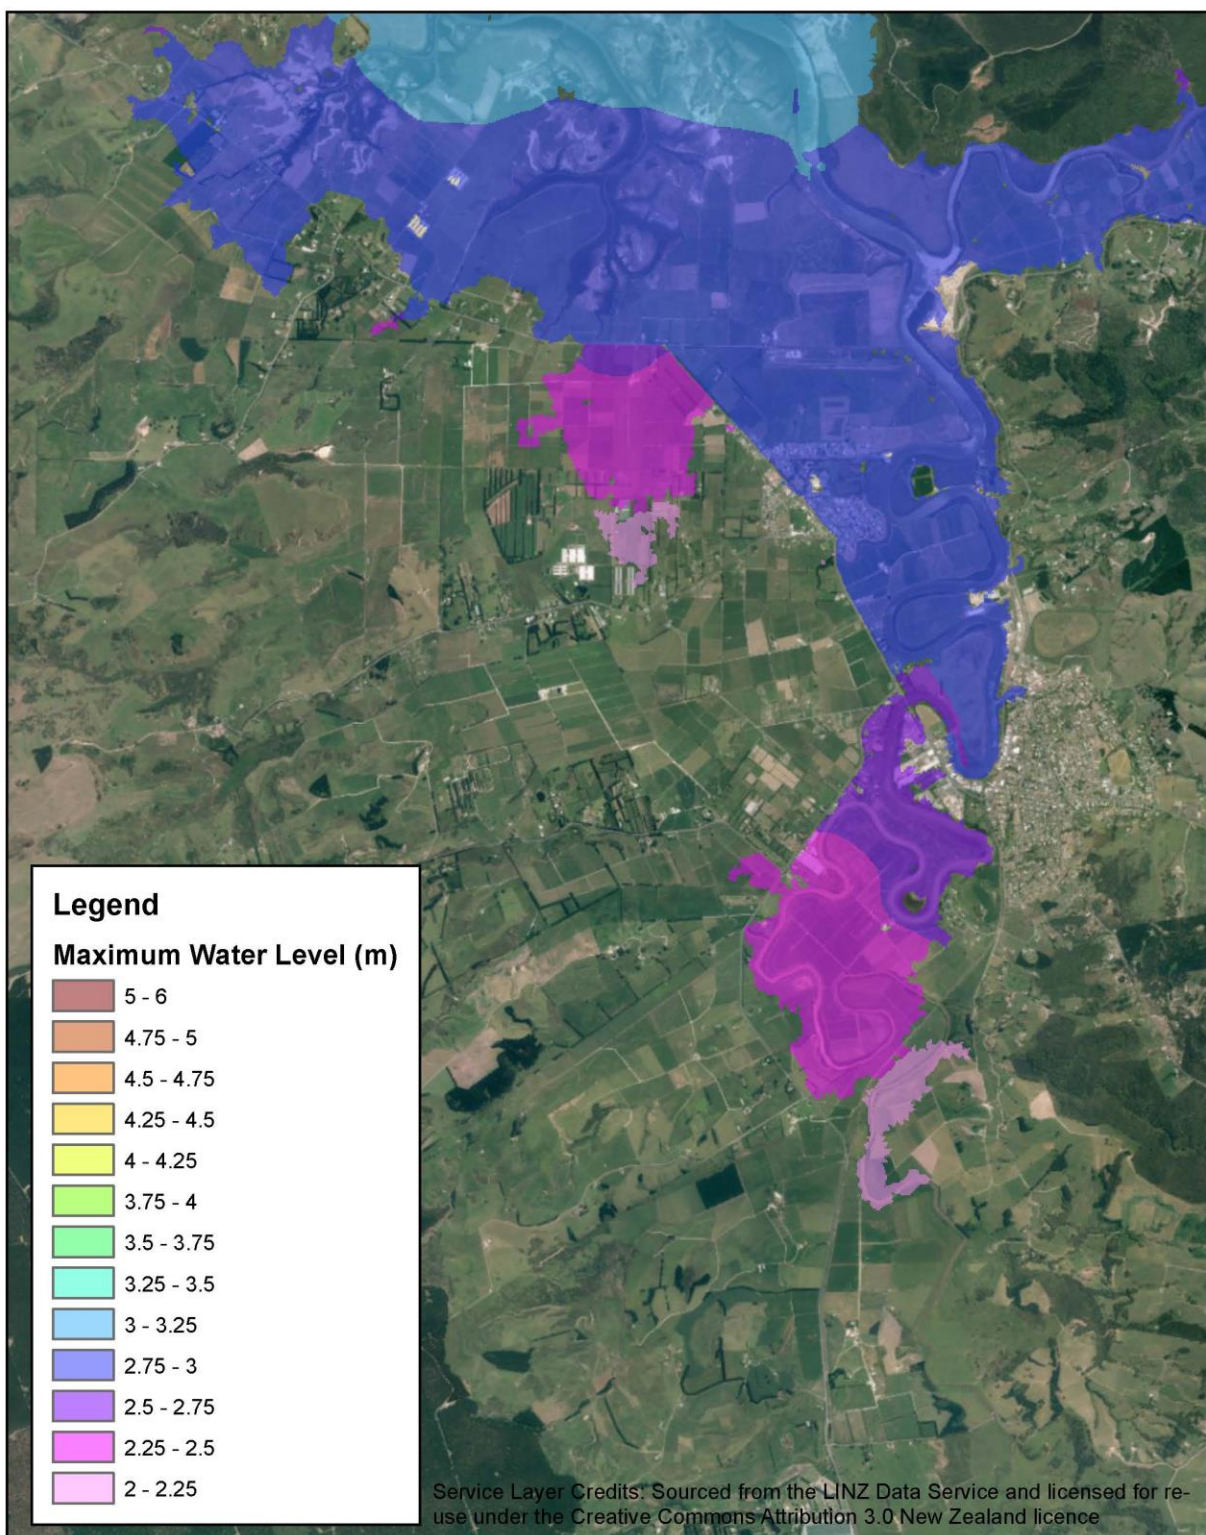 Legend
Maximum Water Level (m)
5 - 6
4.75 - 5
4.5 - 4.75
4.25 - 4.5
4 - 4.25
3.75 - 4
3.5 - 3.75
3.25 - 3.5
3 - 3.25
2.75 - 3
2.5 - 2.75
2.25 - 2.5
2 - 2.25
Service Layer Credits: Sourced from the LINZ Data Service and licensed for re-
use under the Creative Commons Attribution 3.0 New Zealand licence